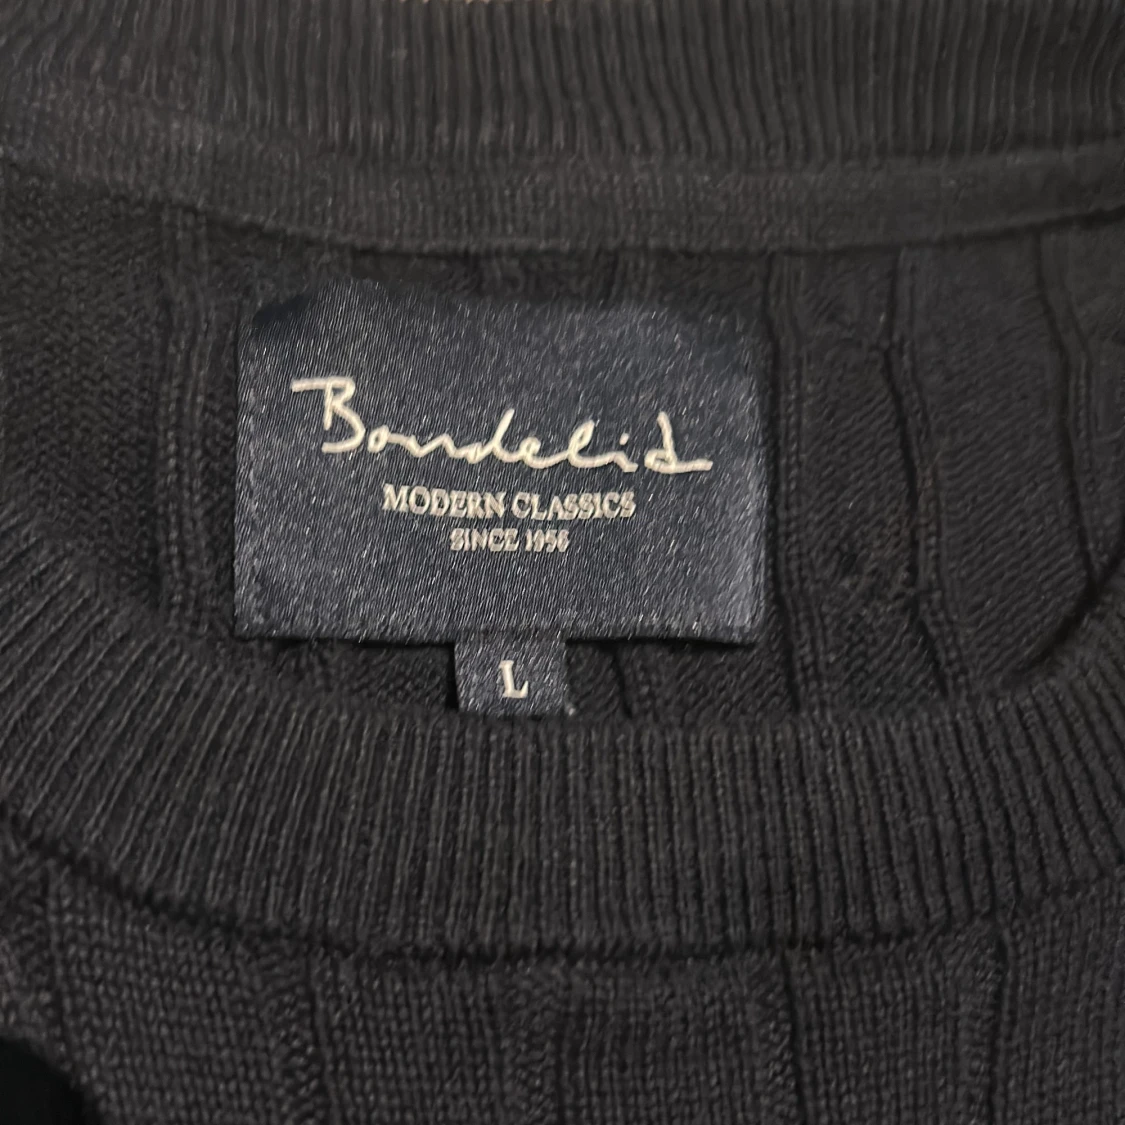 Bondelid
MODERN CLASSICS
SINCE 1956
L